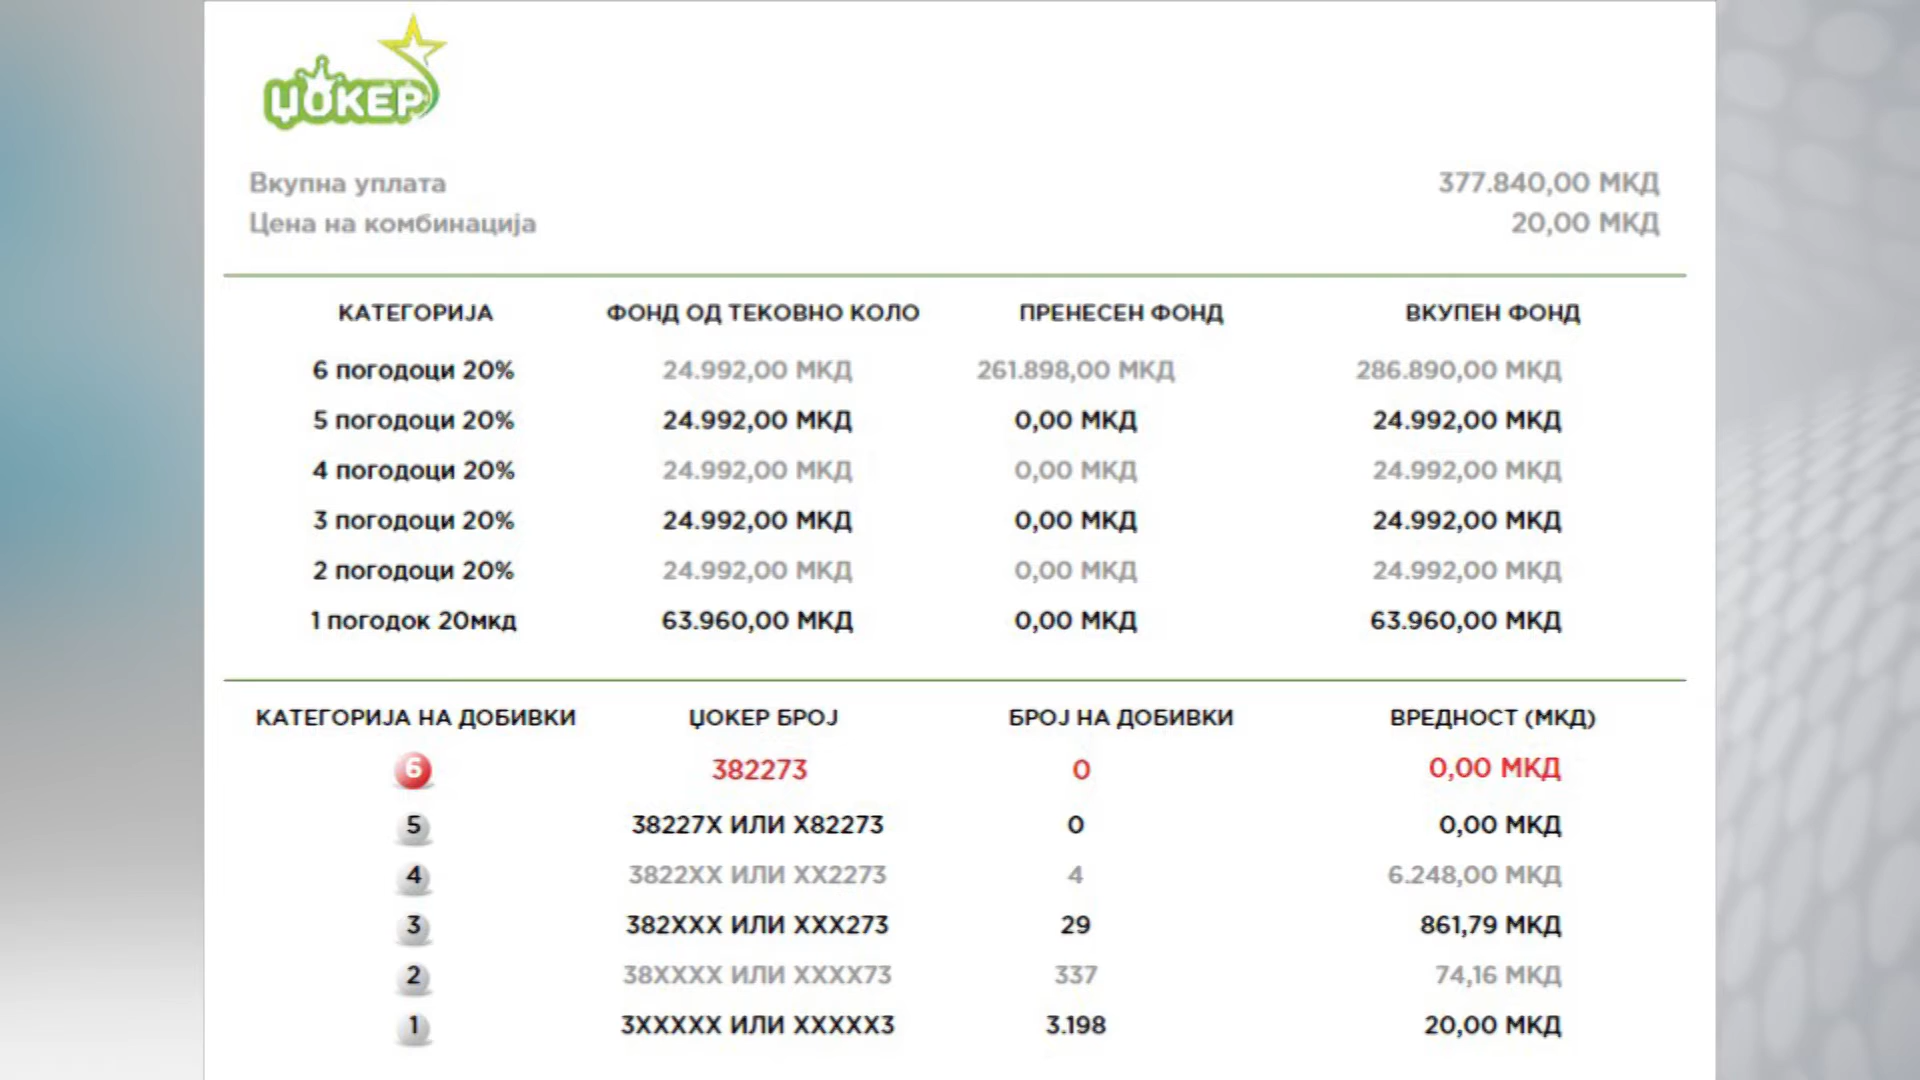 ЏОКЕР
Вкупна уплата 377.840,00 МКД
Цена на комбинација 20,00 МКД
КАТЕГОРИЈА ФОНД ОД ТЕКОВНО КОЛО ПРЕНЕСЕН ФОНД ВКУПЕН ФОНД
6 погодоци 20% 24.992,00 МКД 261.898,00 МКД 286.890,00 МКД
5 погодоци 20% 24.992,00 МКД 0,00 МКД 24.992,00 МКД
4 погодоци 20% 24.992,00 МКД 0,00 МКД 24.992,00 МКД
3 погодоци 20% 24.992,00 МКД 0,00 МКД 24.992,00 МКД
2 погодоци 20% 24.992,00 МКД 0,00 МКД 24.992,00 МКД
1 погодок 20мкд 63.960,00 МКД 0,00 МКД 63.960,00 МКД
КАТЕГОРИЈА НА ДОБИВКИ ЏОКЕР БРОЈ БРОЈ НА ДОБИВКИ ВРЕДНОСТ (МКД)
6 382273 0 0,00 МКД
5 38227X ИЛИ X82273 0 0,00 МКД
4 3822XX ИЛИ XX2273 4 6.248,00 МКД
3 382XXX ИЛИ XXX273 29 861,79 МКД
2 38XXXX ИЛИ XXXX73 337 74,16 МКД
1 3XXXXX ИЛИ XXXXX3 3.198 20,00 МКД